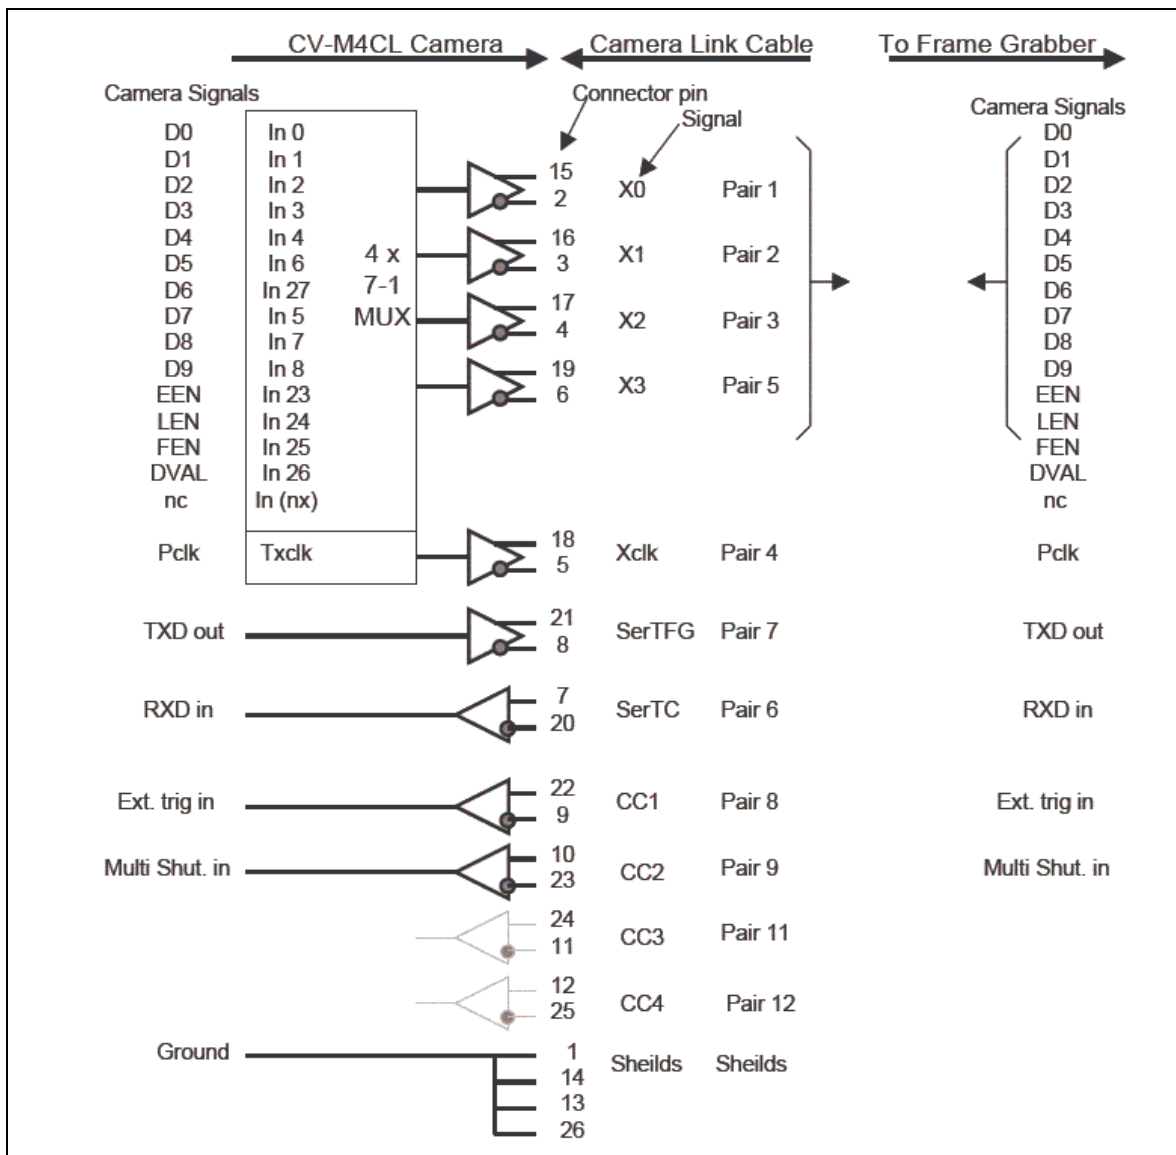 CV-M4CL Camera Camera Link Cable To Frame Grabber
Camera Signals Connector pin Camera Signals
Signal
D0 In 0 D0
D1 In 1 D1
15
D2 In 2 X0 Pair 1 D2
2
D3 In 3 D3
D4 In 4 16 D4
4 x X1 Pair 2
D5 In 6 3 D5
D6 In 27 7-1 D6
17
D7 In 5 MUX X2 Pair 3 D7
4
D8 In 7 D8
D9 In 8 19 D9
X3 Pair 5
EEN In 23 6 EEN
LEN In 24 LEN
FEN In 25 FEN
DVAL In 26 DVAL
nc In (nx) nc
18
Pclk Txclk Xclk Pair 4 Pclk
5
21
TXD out SerTFG Pair 7 TXD out
8
7
RXD in SerTC Pair 6 RXD in
20
22
Ext. trig in CC1 Pair 8 Ext. trig in
9
10
Multi Shut. in CC2 Pair 9 Multi Shut. in
23
24
CC3 Pair 11
11
12
CC4 Pair 12
25
Ground 1
Sheilds Sheilds
14
13
26